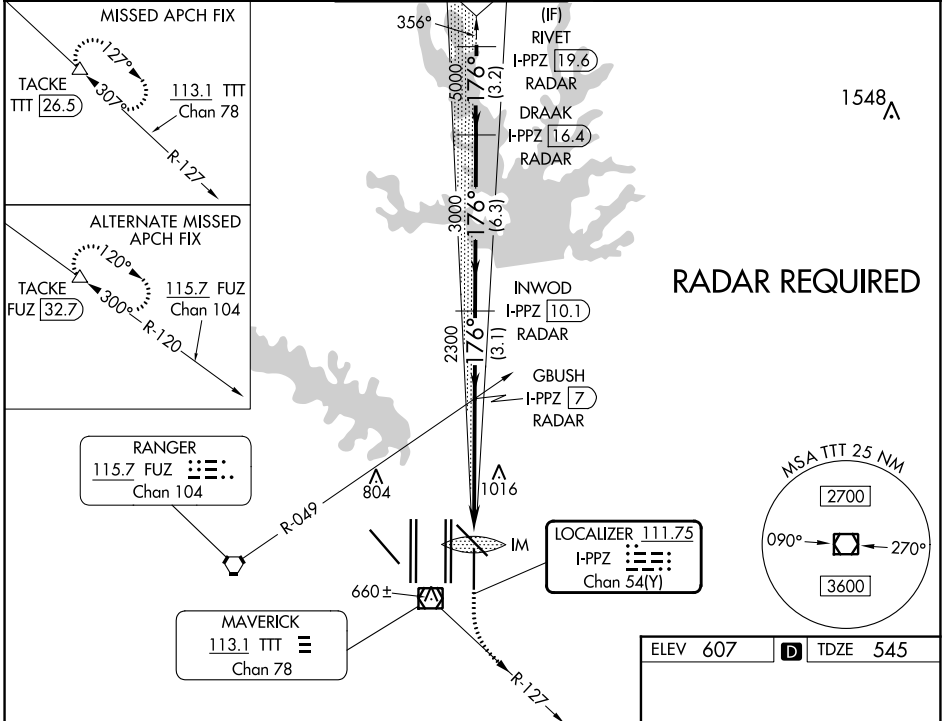 MISSED APCH FIX
127°
TACKE
TTT 26.5
307°
113.1 TTT
Chan 78
R-127
ALTERNATE MISSED
APCH FIX
120°
TACKE
FUZ 32.7
300°
115.7 FUZ
Chan 104
R-120
356°
(IF)
RIVET
I-PPZ 19.6
RADAR
5000
176°
(3.2)
DRAAK
I-PPZ 16.4
RADAR
1548
3000
176°
(6.3)
RADAR REQUIRED
INWOD
I-PPZ 10.1
RADAR
2300
176°
(3.1)
GBUSH
I-PPZ 7
RADAR
RANGER
115.7 FUZ
Chan 104
R-049
804
1016
MSA TTT 25 NM
2700
090°
270°
3600
IM
LOCALIZER 111.75
I-PPZ
Chan 54(Y)
660±
MAVERICK
113.1 TTT
Chan 78
R-127
ELEV 607 D TDZE 545